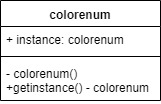 colorenum
+ instance: colorenum
- colorenum()
+getinstance() - colorenum